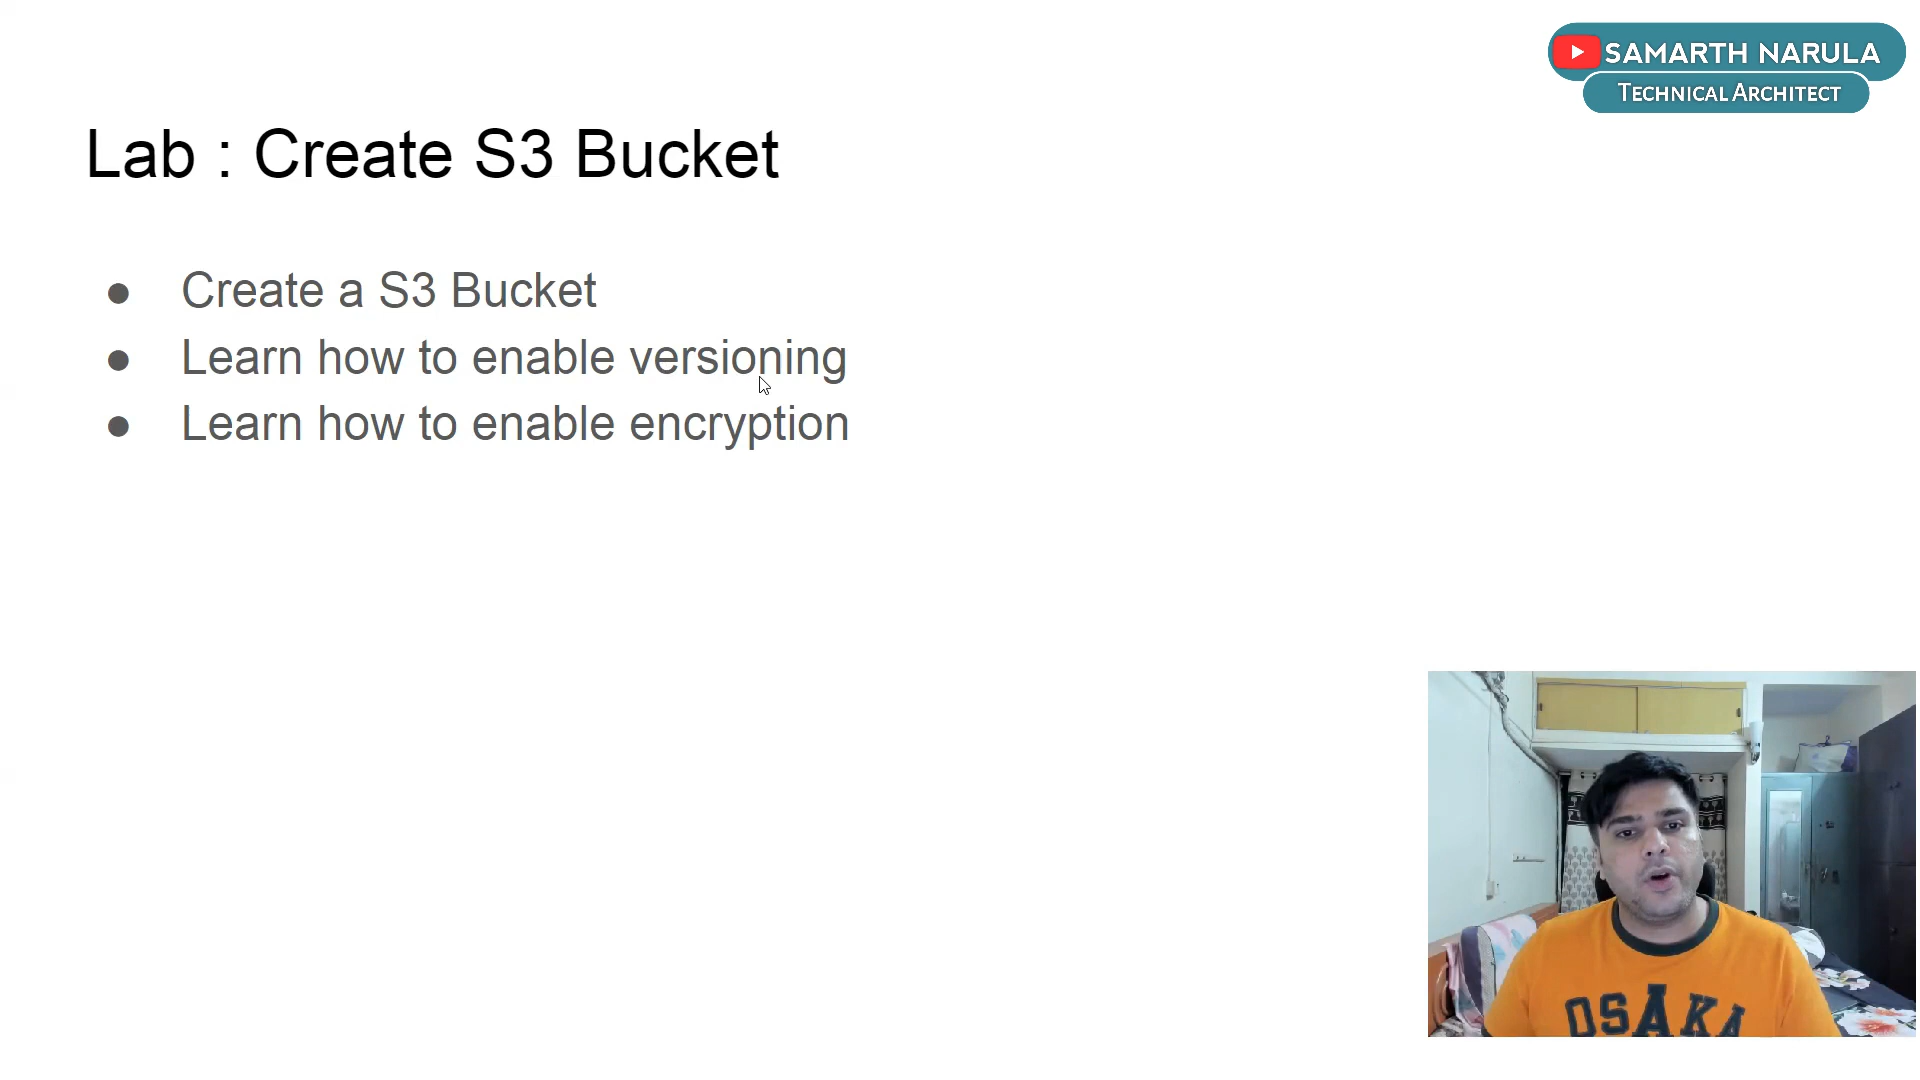 SAMARTH NARULA
TECHNICAL ARCHITECT
Lab : Create S3 Bucket
● Create a S3 Bucket
● Learn how to enable versioning
● Learn how to enable encryption
OSAKA